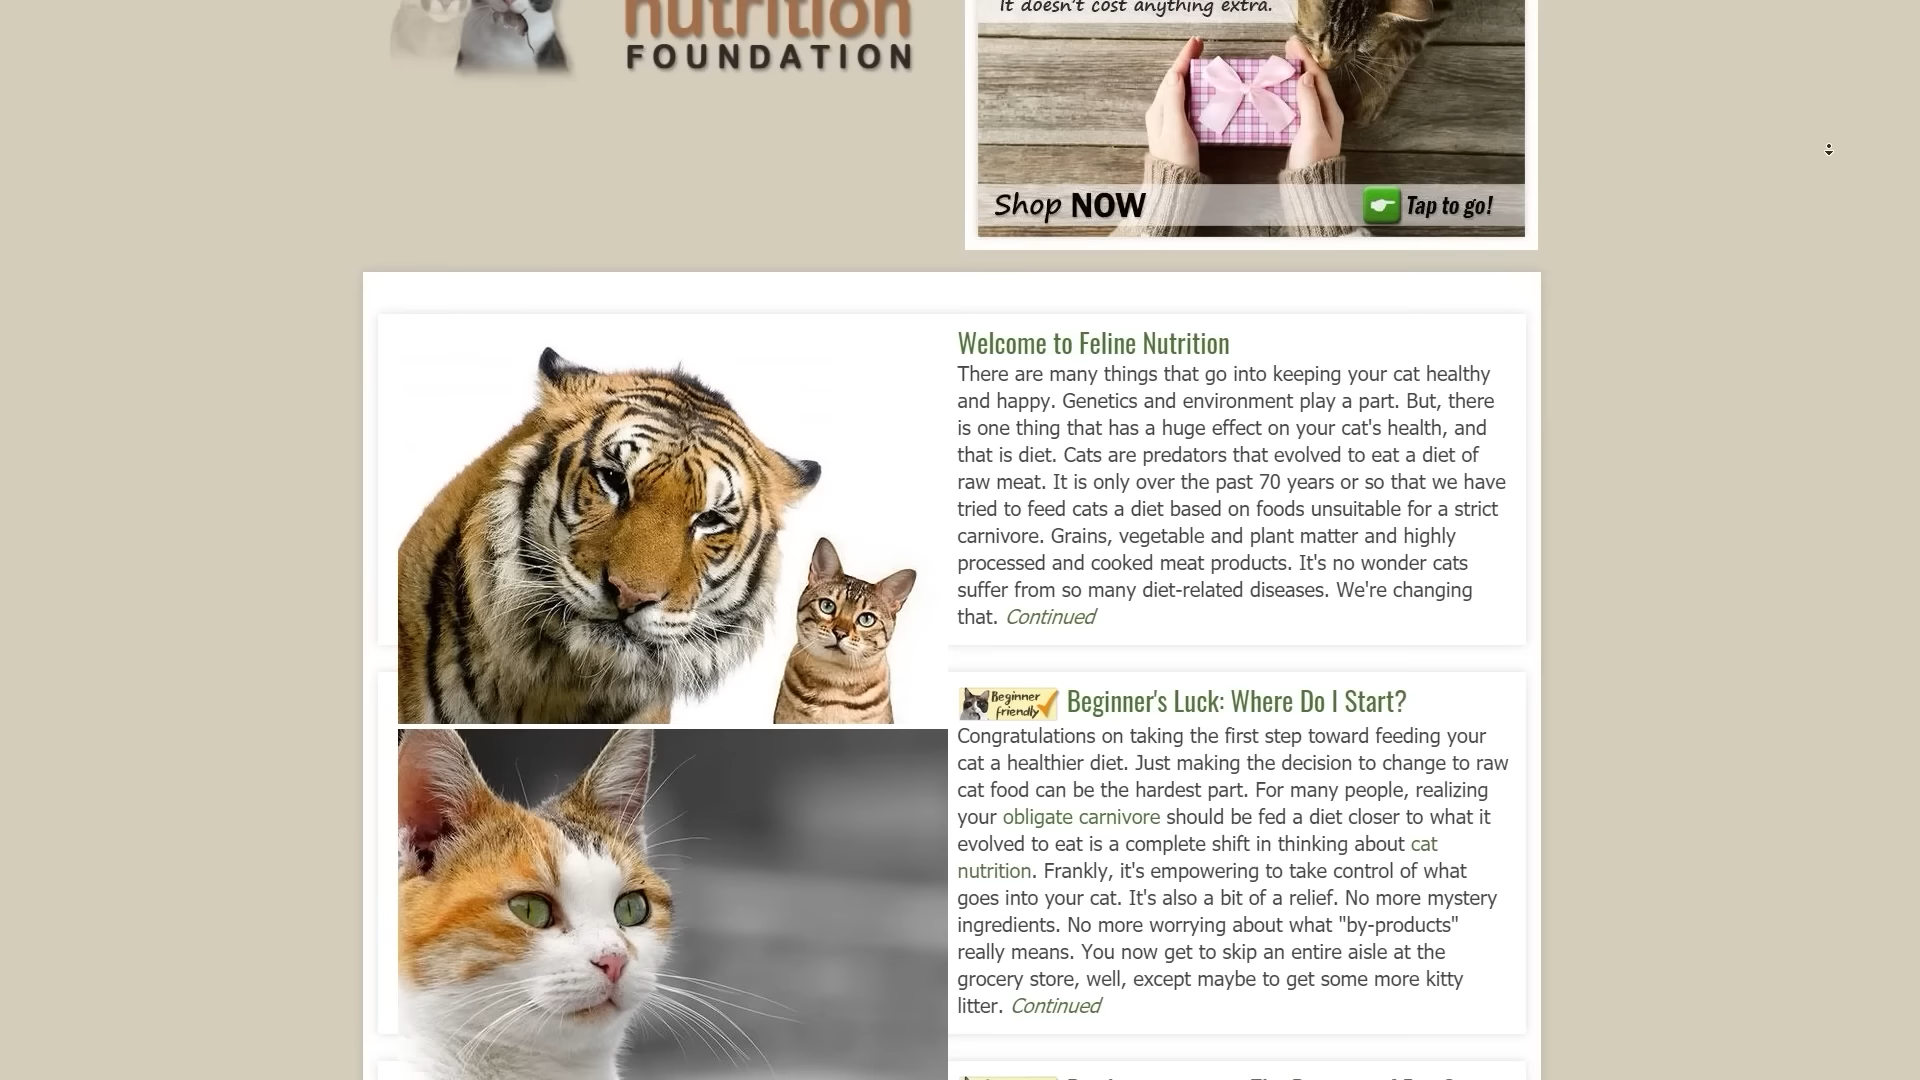 nutrition
FOUNDATION
It doesn't cost anything extra.
Shop NOW
Tap to go!
Welcome to Feline Nutrition
There are many things that go into keeping your cat healthy
and happy. Genetics and environment play a part. But, there
is one thing that has a huge effect on your cat's health, and
that is diet. Cats are predators that evolved to eat a diet of
raw meat. It is only over the past 70 years or so that we have
tried to feed cats a diet based on foods unsuitable for a strict
carnivore. Grains, vegetable and plant matter and highly
processed and cooked meat products. It's no wonder cats
suffer from so many diet-related diseases. We're changing
that. Continued
Beginner friendly
Beginner's Luck: Where Do I Start?
Congratulations on taking the first step toward feeding your
cat a healthier diet. Just making the decision to change to raw
cat food can be the hardest part. For many people, realizing
your obligate carnivore should be fed a diet closer to what it
evolved to eat is a complete shift in thinking about cat
nutrition. Frankly, it's empowering to take control of what
goes into your cat. It's also a bit of a relief. No more mystery
ingredients. No more worrying about what "by-products"
really means. You now get to skip an entire aisle at the
grocery store, well, except maybe to get some more kitty
litter. Continued